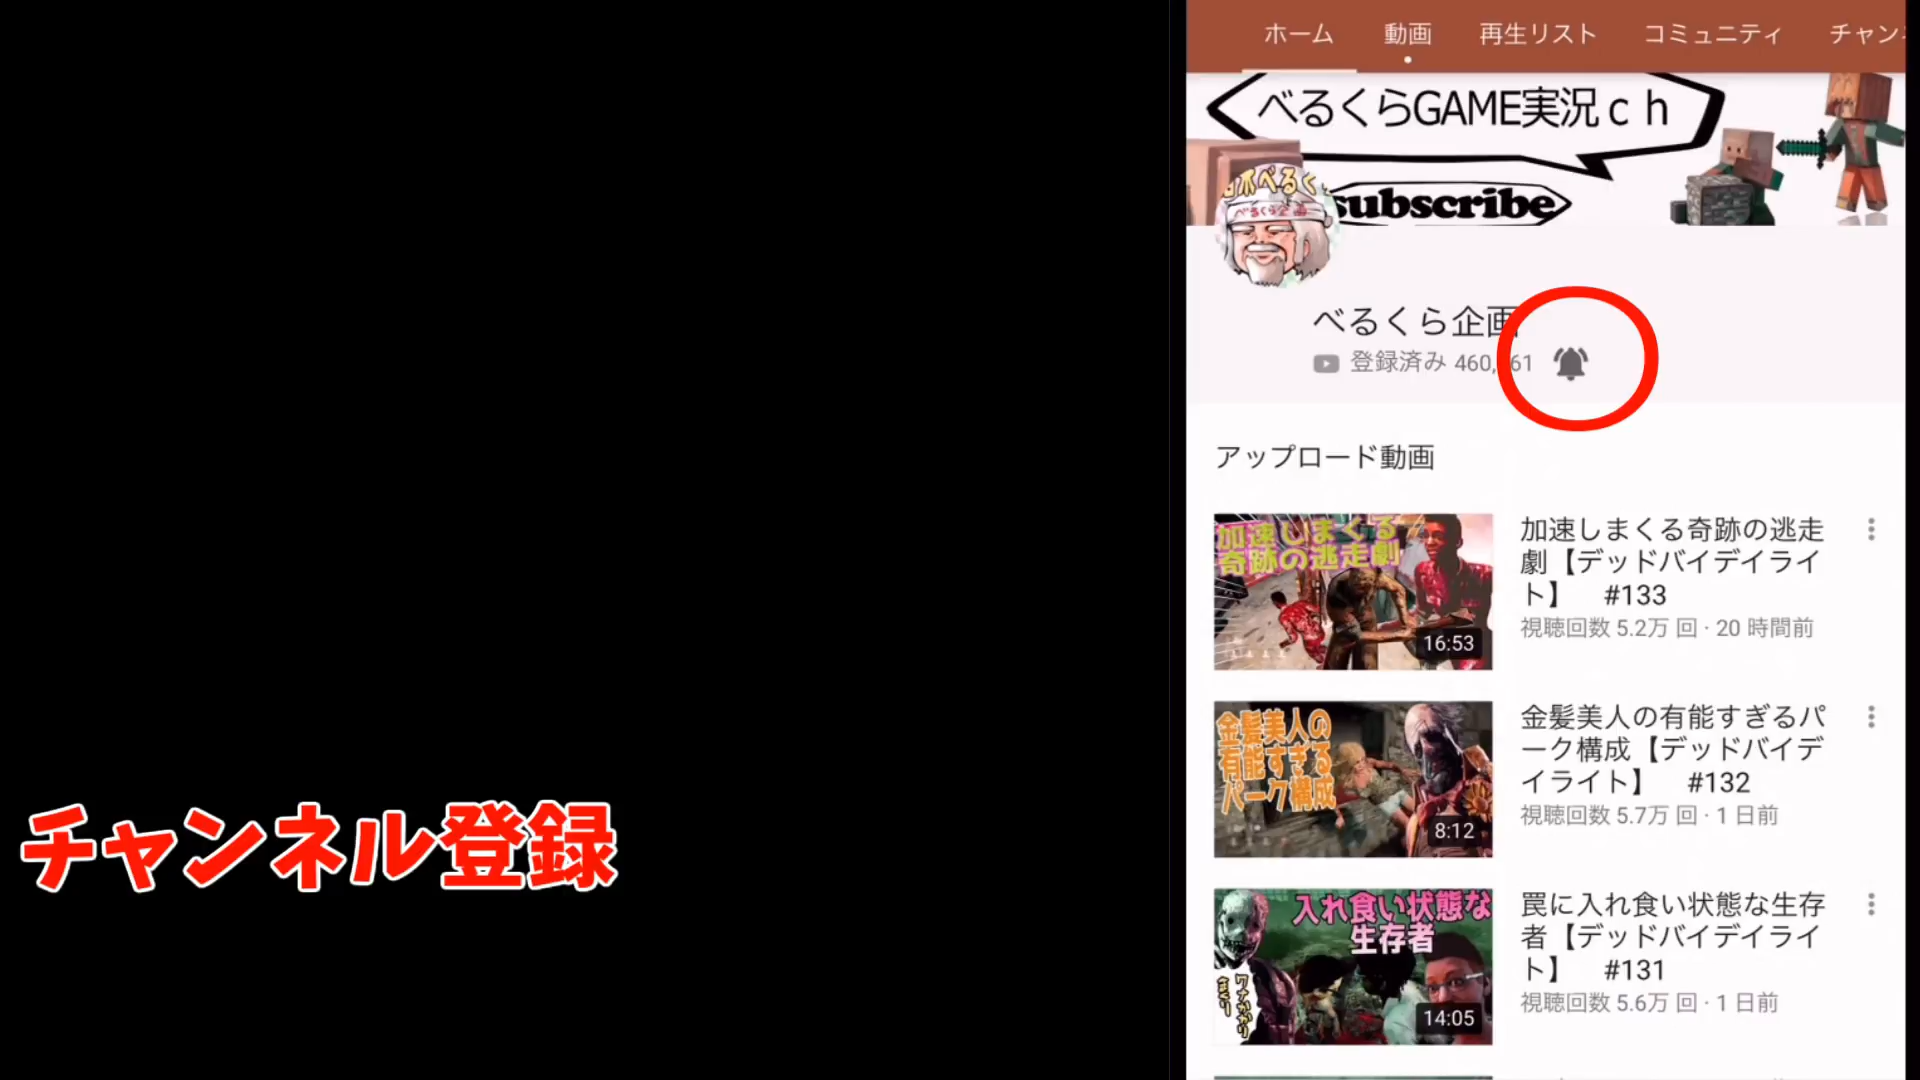 ホーム 動画 再生リスト コミュニティ チャン
べるくらGAME実況ch
subscribe
べるくら企画
べるくら企画
登録済み
アップロード動画
加速しまくる
奇跡の逃走劇
16:53
加速しまくる奇跡の逃走
劇【デッドバイデイライ
ト】 #133
視聴回数 5.2万 回 · 20 時間前
金髪美人の
有能すぎる
パーク構成
8:12
金髪美人の有能すぎるパ
ーク構成【デッドバイデ
イライト】 #132
視聴回数 5.7万 回 · 1 日前
チャンネル登録
入れ食い状態な
生存者
14:05
罠に入れ食い状態な生存
者【デッドバイデイライ
ト】 #131
視聴回数 5.6万 回 · 1 日前